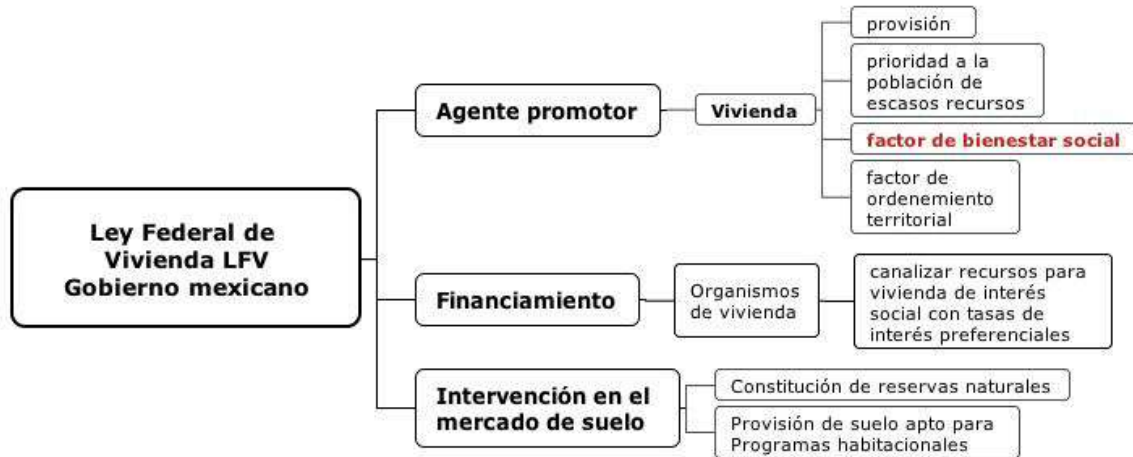 Ley Federal de
Vivienda LFV
Gobierno mexicano
Agente promotor
Vivienda
provisión
prioridad a la
población de
escasos recursos
factor de bienestar social
factor de
ordenemiento
territorial
Financiamiento
Organismos
de vivienda
canalizar recursos para
vivienda de interés
social con tasas de
interés preferenciales
Intervención en el
mercado de suelo
Constitución de reservas naturales
Provisión de suelo apto para
Programas habitacionales